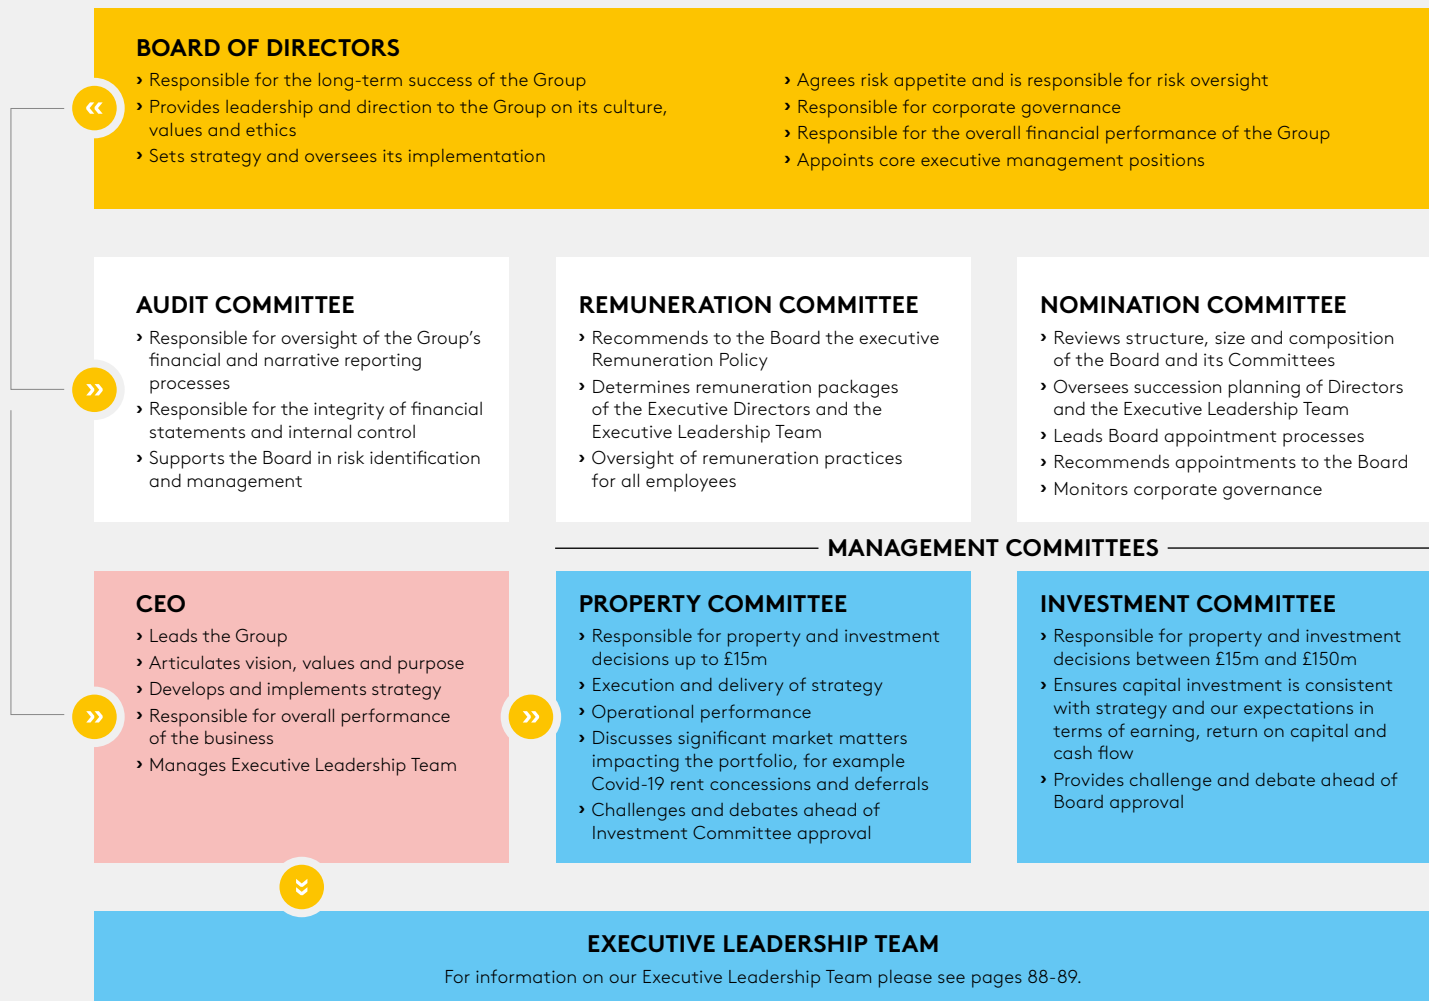 BOARD OF DIRECTORS
› Responsible for the long-term success of the Group
› Provides leadership and direction to the Group on its culture,
values and ethics
› Sets strategy and oversees its implementation
› Agrees risk appetite and is responsible for risk oversight
› Responsible for corporate governance
› Responsible for the overall financial performance of the Group
› Appoints core executive management positions
AUDIT COMMITTEE
› Responsible for oversight of the Group’s
financial and narrative reporting
processes
› Responsible for the integrity of financial
statements and internal control
› Supports the Board in risk identification
and management
REMUNERATION COMMITTEE
› Recommends to the Board the executive
Remuneration Policy
› Determines remuneration packages
of the Executive Directors and the
Executive Leadership Team
› Oversight of remuneration practices
for all employees
NOMINATION COMMITTEE
› Reviews structure, size and composition
of the Board and its Committees
› Oversees succession planning of Directors
and the Executive Leadership Team
› Leads Board appointment processes
› Recommends appointments to the Board
› Monitors corporate governance
MANAGEMENT COMMITTEES
CEO
› Leads the Group
› Articulates vision, values and purpose
› Develops and implements strategy
› Responsible for overall performance
of the business
› Manages Executive Leadership Team
PROPERTY COMMITTEE
› Responsible for property and investment
decisions up to £15m
› Execution and delivery of strategy
› Operational performance
› Discusses significant market matters
impacting the portfolio, for example
Covid-19 rent concessions and deferrals
› Challenges and debates ahead of
Investment Committee approval
INVESTMENT COMMITTEE
› Responsible for property and investment
decisions between £15m and £150m
› Ensures capital investment is consistent
with strategy and our expectations in
terms of earning, return on capital and
cash flow
› Provides challenge and debate ahead of
Board approval
EXECUTIVE LEADERSHIP TEAM
For information on our Executive Leadership Team please see pages 88-89.